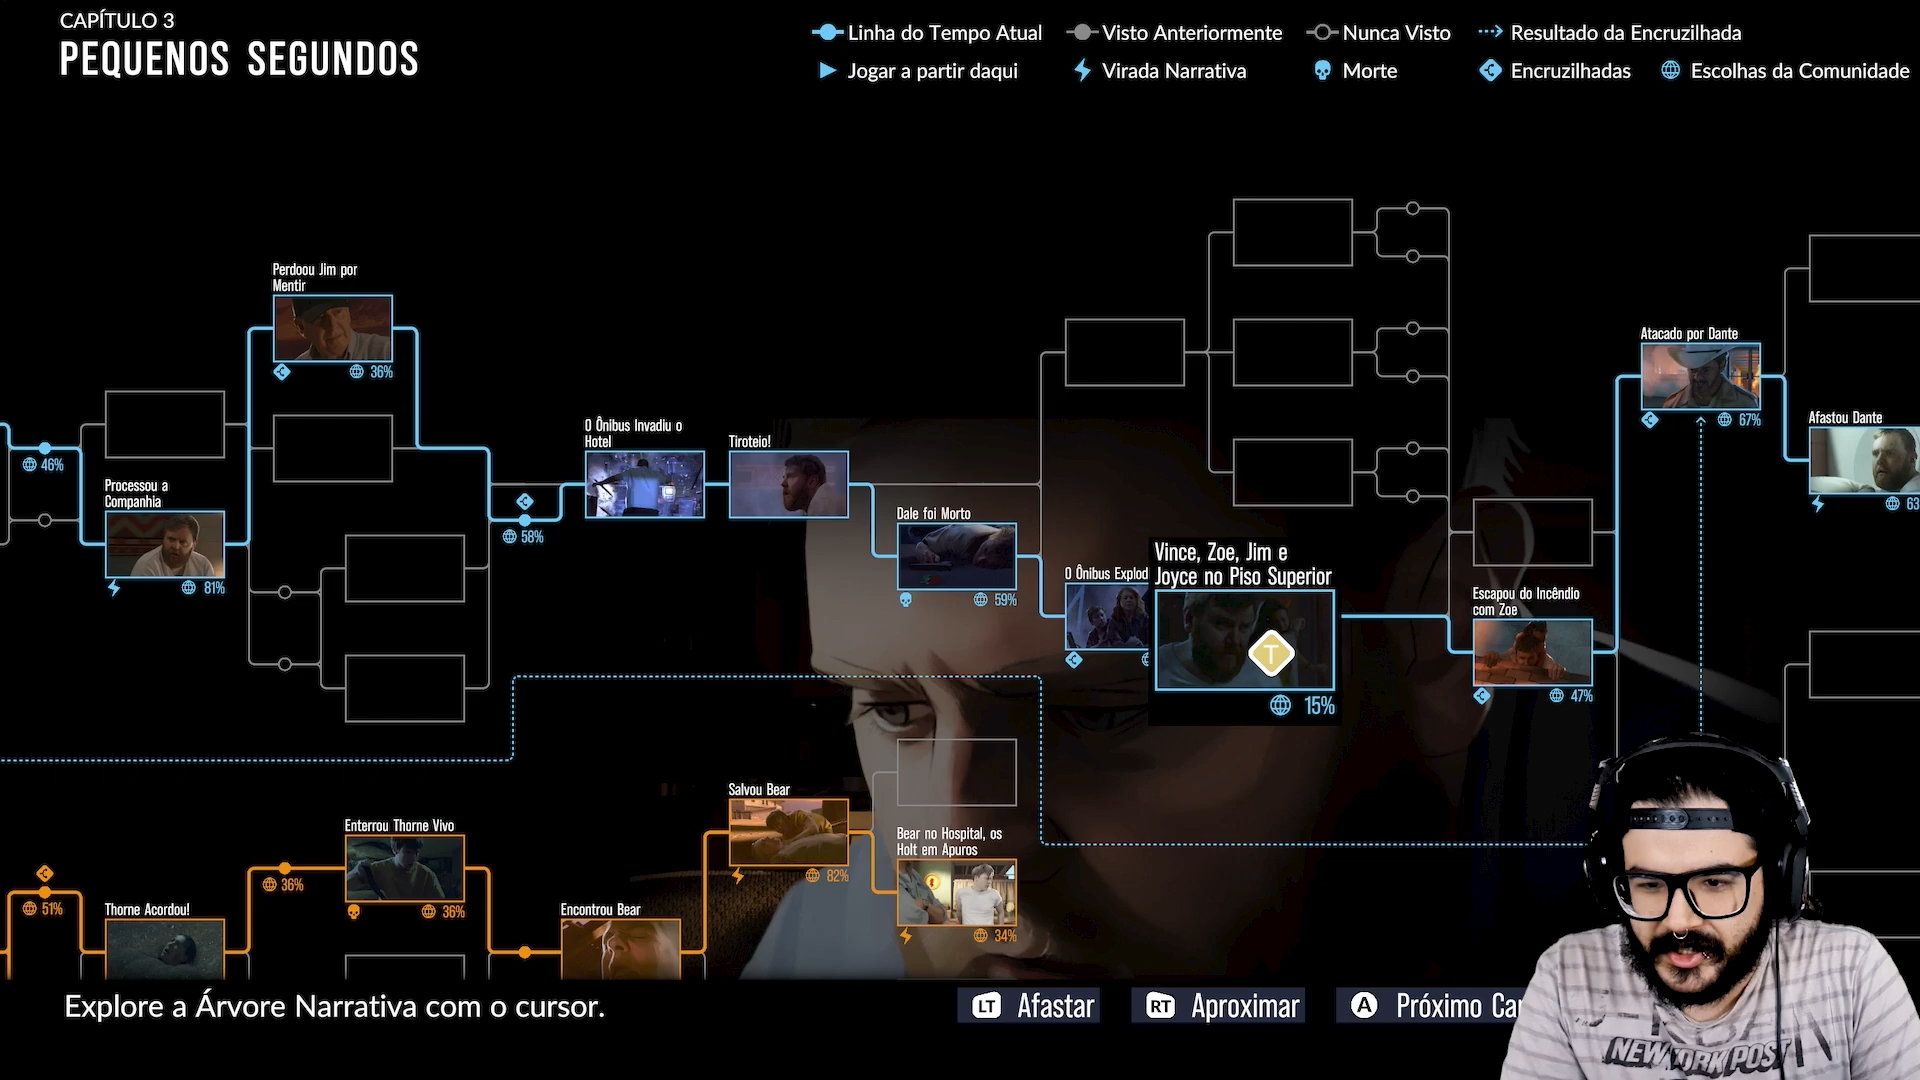 CAPÍTULO 3
PEQUENOS SEGUNDOS
Linha do Tempo Atual
Visto Anteriormente
Nunca Visto
Resultado da Encruzilhada
Jogar a partir daqui
Virada Narrativa
Morte
Encruzilhadas
Escolhas da Comunidade
Perdoou Jim por
Mentir
36%
46%
Processou a
Companhia
81%
58%
O Ônibus Invadiu o
Hotel
Tiroteio!
Dale foi Morto
59%
O Ônibus Explod
Vince, Zoe, Jim e
Joyce no Piso Superior
T
15%
Escapou do Incêndio
com Zoe
47%
Atacado por Dante
67%
Afastou Dante
63
51%
Thorne Acordou!
36%
Enterrou Thorne Vivo
36%
Encontrou Bear
Salvou Bear
82%
Bear no Hospital, os
Holt em Apuros
34%
Explore a Árvore Narrativa com o cursor.
LT Afastar
RT Aproximar
A Próximo Ca
NEW YORK POST